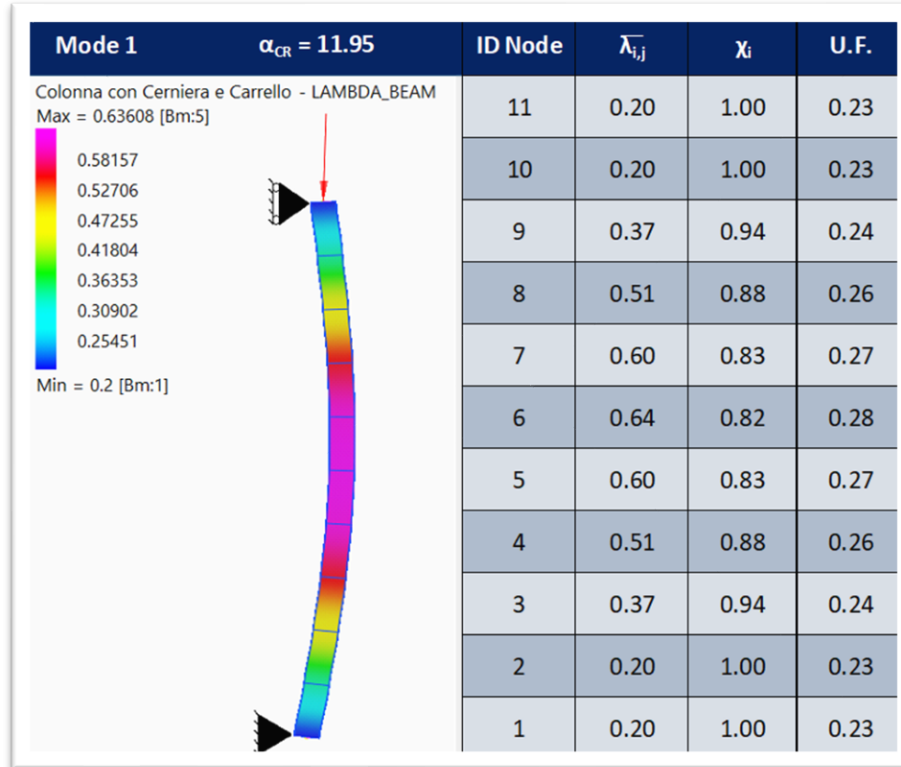 Mode 1 αCR = 11.95 ID Node λi,j χi U.F.
Colonna con Cerniera e Carrello - LAMBDA_BEAM
Max = 0.63608 [Bm:5]
0.58157
0.52706
0.47255
0.41804
0.36353
0.30902
0.25451
Min = 0.2 [Bm:1]
11 0.20 1.00 0.23
10 0.20 1.00 0.23
9 0.37 0.94 0.24
8 0.51 0.88 0.26
7 0.60 0.83 0.27
6 0.64 0.82 0.28
5 0.60 0.83 0.27
4 0.51 0.88 0.26
3 0.37 0.94 0.24
2 0.20 1.00 0.23
1 0.20 1.00 0.23